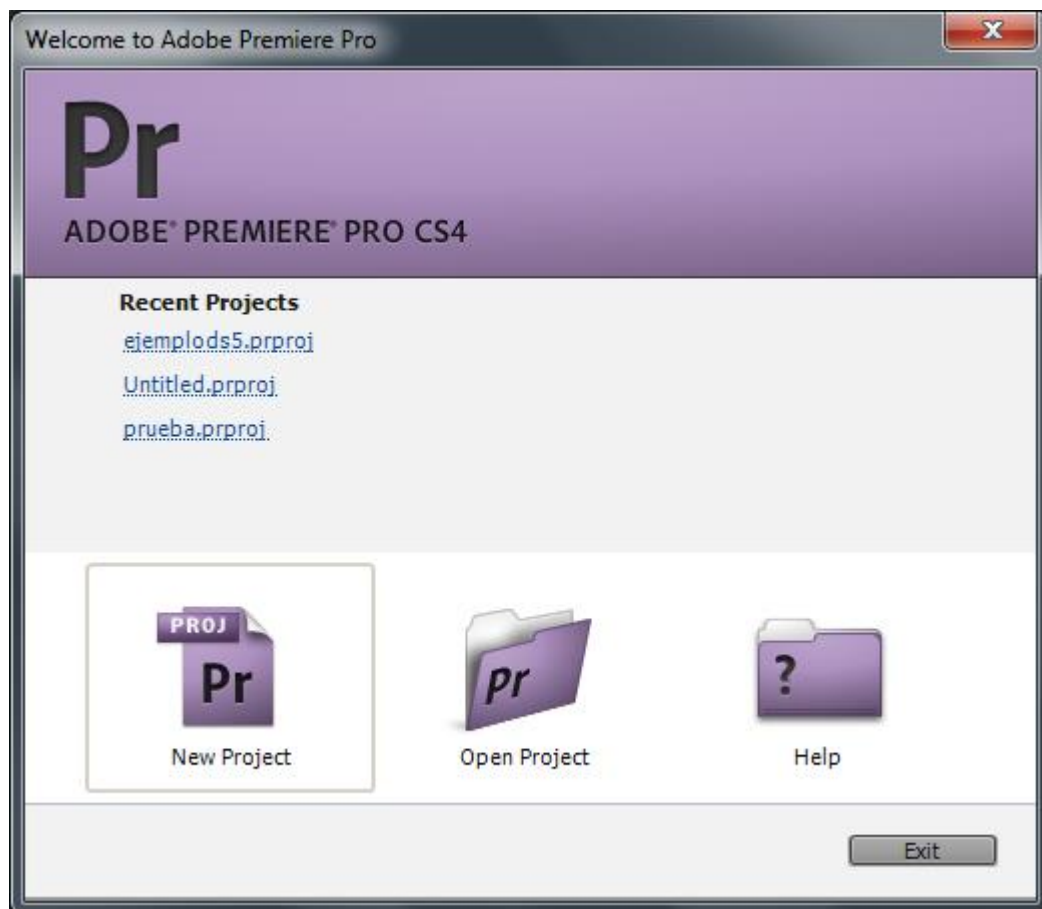 Welcome to Adobe Premiere Pro
Pr
ADOBE® PREMIERE® PRO CS4
Recent Projects
ejemplods5.prproj
Untitled.prproj
prueba.prproj
PROJ
Pr
Pr
?
New Project
Open Project
Help
Exit